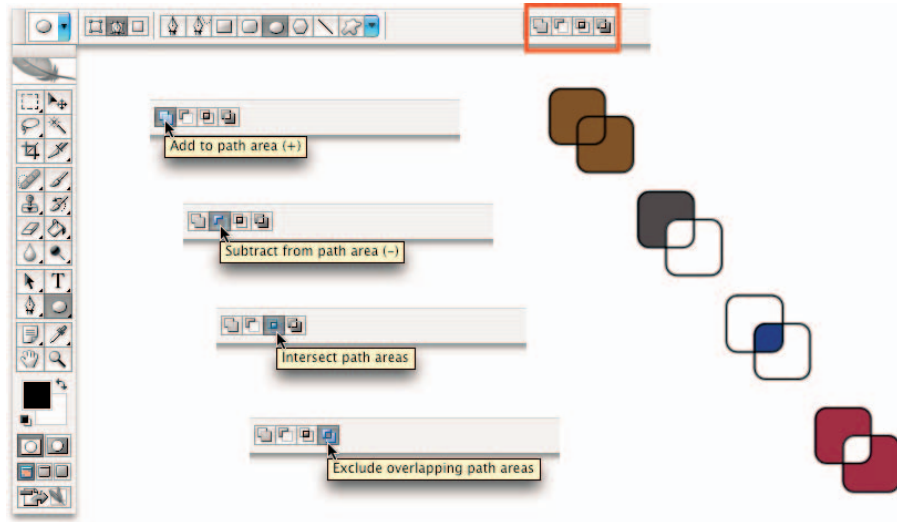 Add to path area (+)
Subtract from path area (–)
Intersect path areas
Exclude overlapping path areas
T